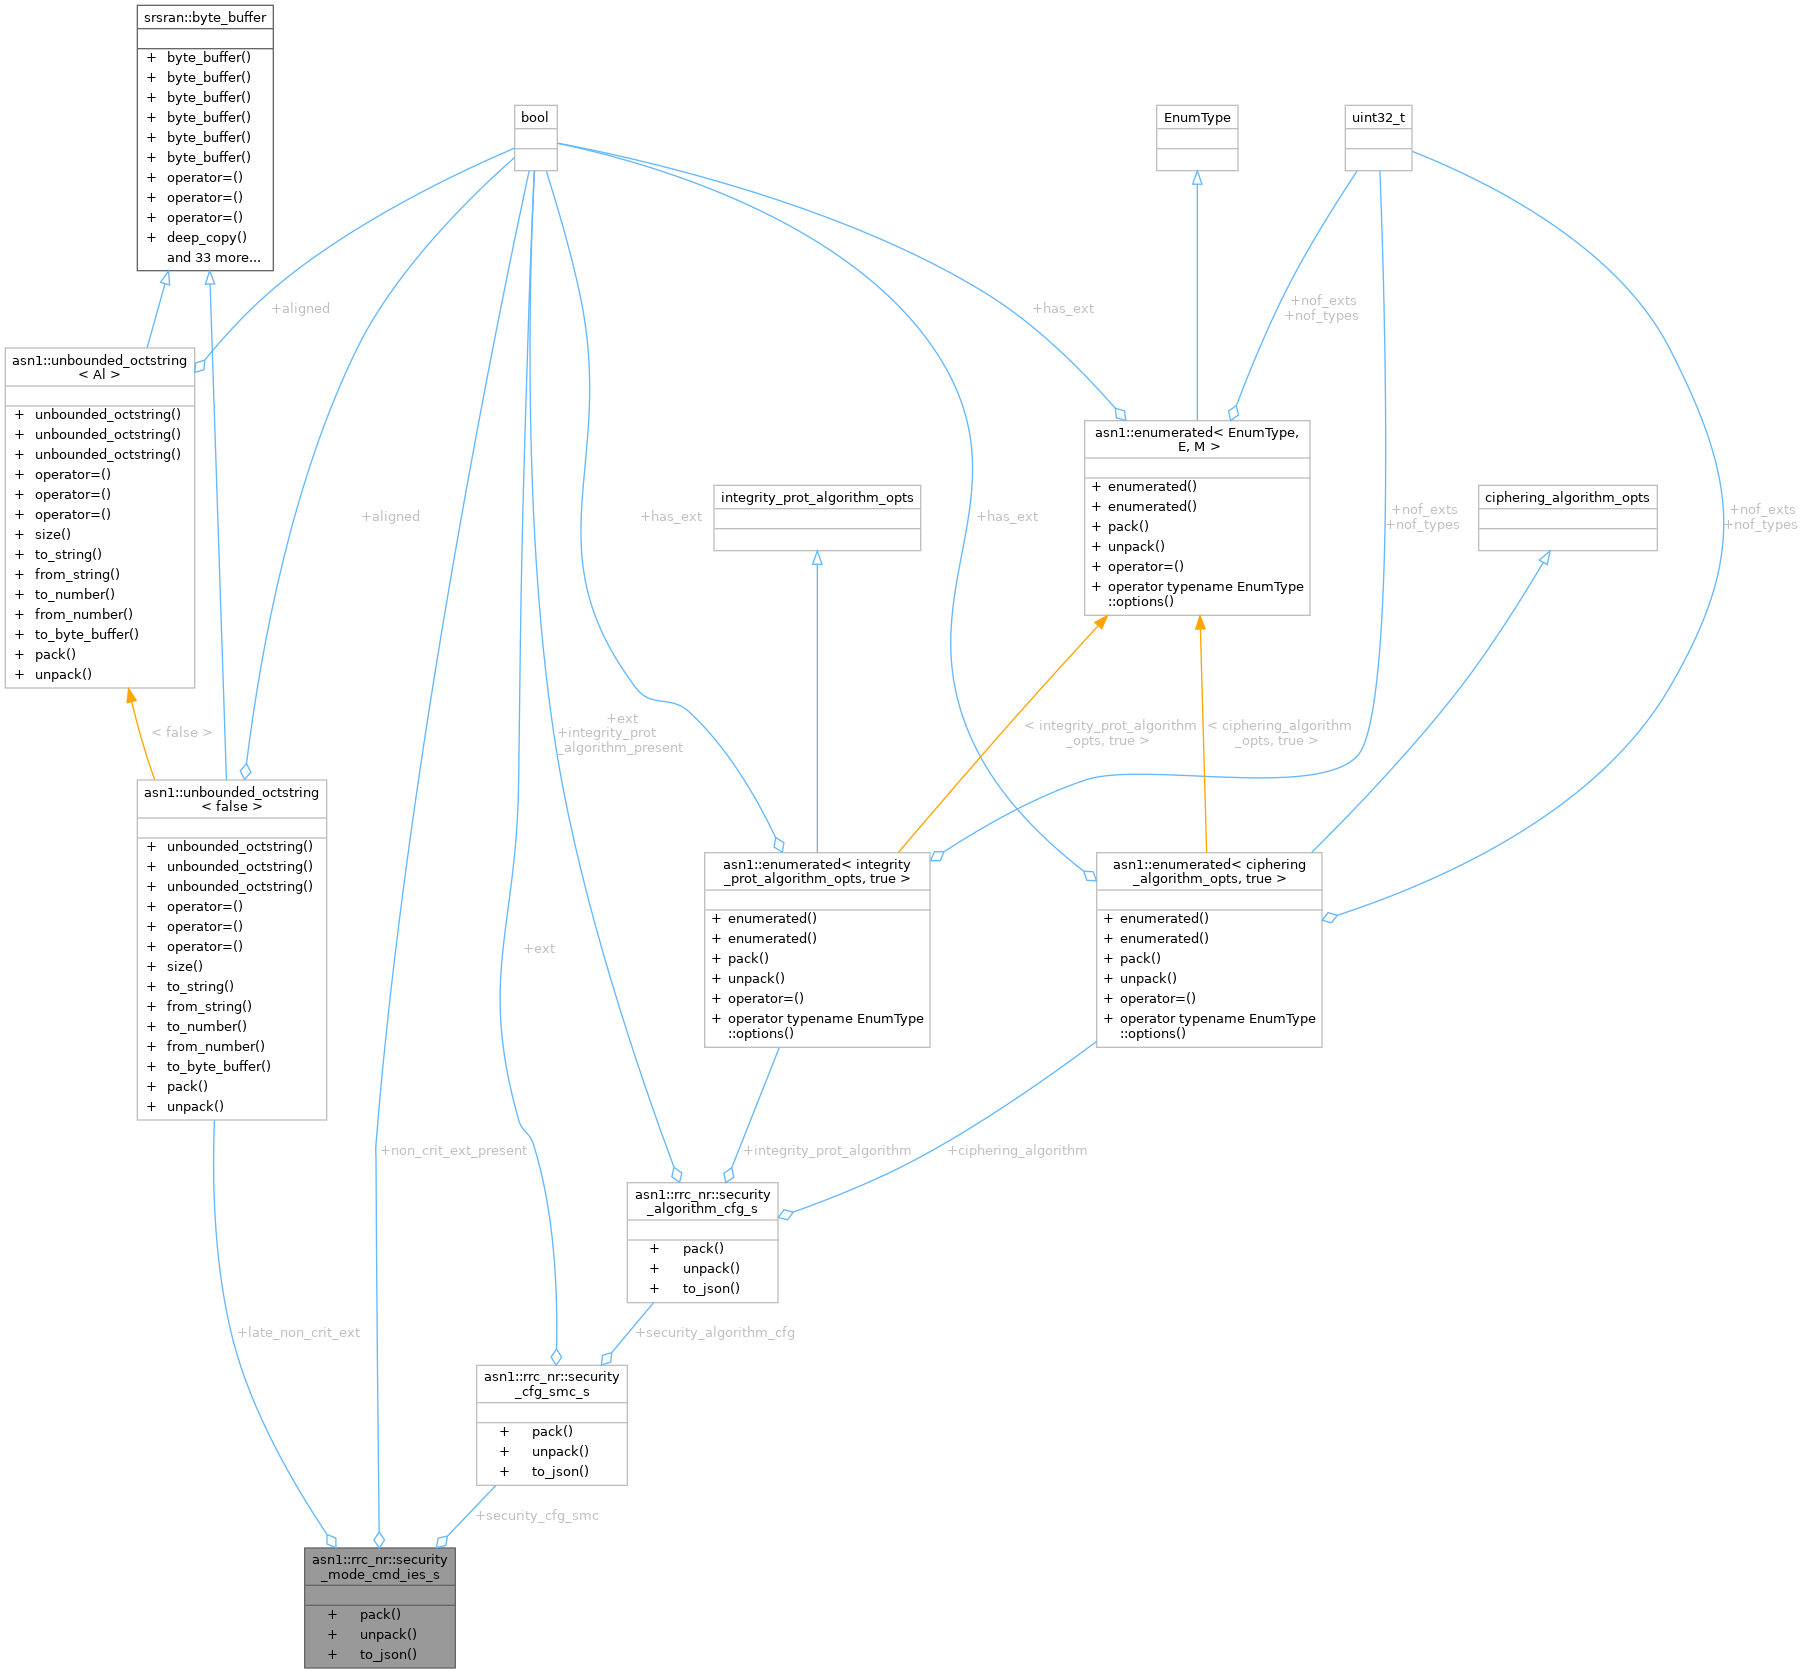 srsran::byte_buffer
+ byte_buffer()
+ byte_buffer()
+ byte_buffer()
+ byte_buffer()
+ byte_buffer()
+ byte_buffer()
+ operator=()
+ operator=()
+ operator=()
+ deep_copy()
and 33 more...
bool
EnumType
uint32_t
+aligned
+has_ext
+nof_exts
+nof_types
asn1::unbounded_octstring
< Al >
+ unbounded_octstring()
+ unbounded_octstring()
+ unbounded_octstring()
+ operator=()
+ operator=()
+ operator=()
+ size()
+ to_string()
+ from_string()
+ to_number()
+ from_number()
+ to_byte_buffer()
+ pack()
+ unpack()
asn1::enumerated< EnumType,
E, M >
+ enumerated()
+ enumerated()
+ pack()
+ unpack()
+ operator=()
+ operator typename EnumType
::options()
integrity_prot_algorithm_opts
ciphering_algorithm_opts
+aligned
+has_ext
+has_ext
+nof_exts
+nof_types
+nof_exts
+nof_types
< false >
+ext
+integrity_prot
_algorithm_present
< integrity_prot_algorithm
_opts, true >
< ciphering_algorithm
_opts, true >
asn1::unbounded_octstring
< false >
+ unbounded_octstring()
+ unbounded_octstring()
+ unbounded_octstring()
+ operator=()
+ operator=()
+ operator=()
+ size()
+ to_string()
+ from_string()
+ to_number()
+ from_number()
+ to_byte_buffer()
+ pack()
+ unpack()
+ext
asn1::enumerated< integrity
_prot_algorithm_opts, true >
+ enumerated()
+ enumerated()
+ pack()
+ unpack()
+ operator=()
+ operator typename EnumType
::options()
asn1::enumerated< ciphering
_algorithm_opts, true >
+ enumerated()
+ enumerated()
+ pack()
+ unpack()
+ operator=()
+ operator typename EnumType
::options()
+non_crit_ext_present
+integrity_prot_algorithm
+ciphering_algorithm
asn1::rrc_nr::security
_algorithm_cfg_s
+ pack()
+ unpack()
+ to_json()
+late_non_crit_ext
+security_algorithm_cfg
asn1::rrc_nr::security
_cfg_smc_s
+ pack()
+ unpack()
+ to_json()
+security_cfg_smc
asn1::rrc_nr::security
_mode_cmd_ies_s
+ pack()
+ unpack()
+ to_json()